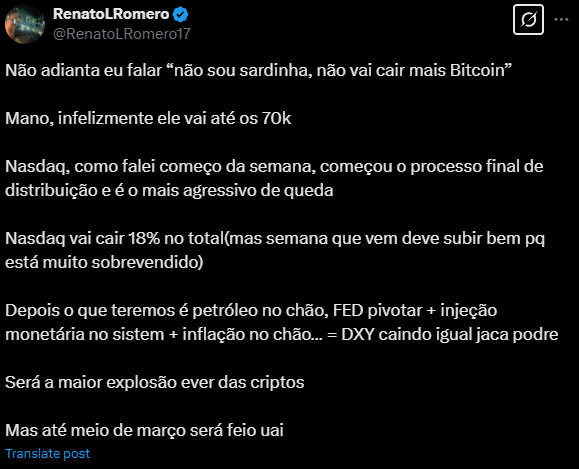 RenatoLRomero
@RenatoLRomero17
Não adianta eu falar “não sou sardinha, não vai cair mais Bitcoin”
Mano, infelizmente ele vai até os 70k
Nasdaq, como falei começo da semana, começou o processo final de
distribuição e é o mais agressivo de queda
Nasdaq vai cair 18% no total(mas semana que vem deve subir bem pq
está muito sobrevendido)
Depois o que teremos é petróleo no chão, FED pivotar + injeção
monetária no sistem + inflação no chão... = DXY caindo igual jaca podre
Será a maior explosão ever das criptos
Mas até meio de março será feio uai
Translate post